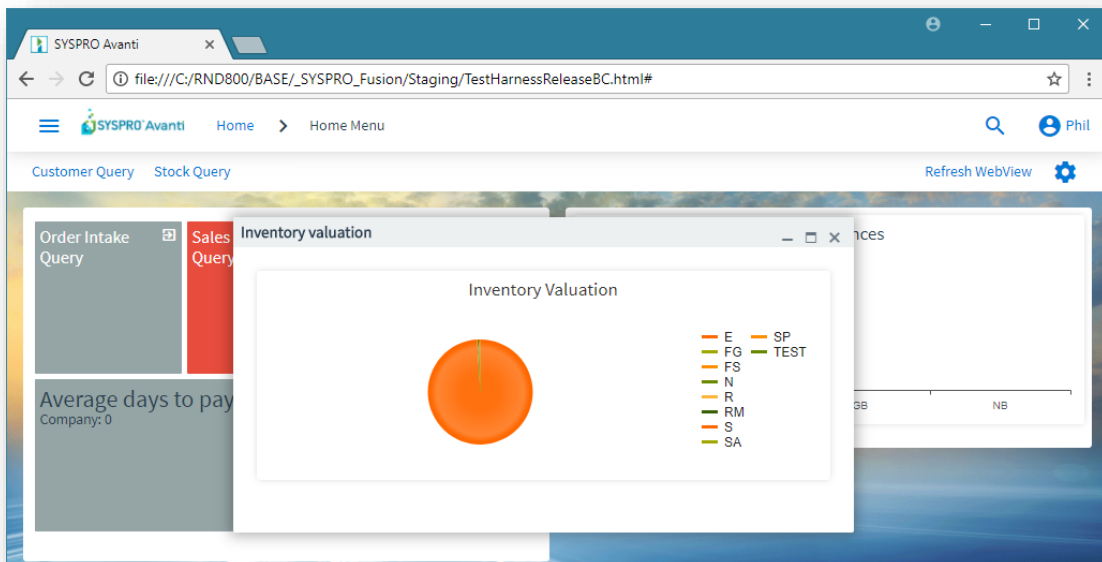 SYSPRO Avanti
file:///C:/RND800/BASE/_SYSPRO_Fusion/Staging/TestHarnessReleaseBC.html#
SYSPRO Avanti Home Home Menu Phil
Customer Query Stock Query Refresh WebView
Order Intake
Query
Sales
Query
Inventory valuation
nces
Inventory Valuation
E SP
FG TEST
FS
N
R
RM
S
SA
Average days to pay
Company: 0
GB NB